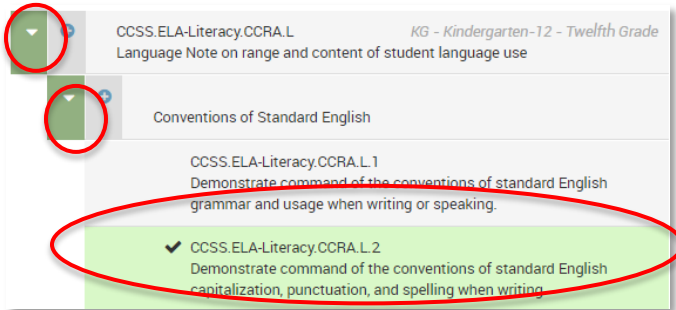 CCSS.ELA-Literacy.CCRA.L KG - Kindergarten-12 - Twelfth Grade
Language Note on range and content of student language use
Conventions of Standard English
CCSS.ELA-Literacy.CCRA.L.1
Demonstrate command of the conventions of standard English
grammar and usage when writing or speaking.
CCSS.ELA-Literacy.CCRA.L.2
Demonstrate command of the conventions of standard English
capitalization, punctuation, and spelling when writing.